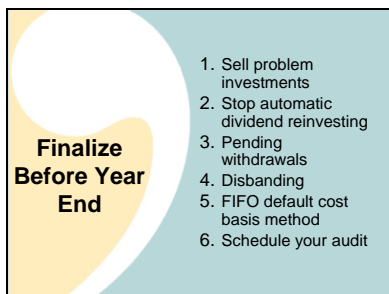 Finalize
Before Year
End
1. Sell problem
investments
2. Stop automatic
dividend reinvesting
3. Pending
withdrawals
4. Disbanding
5. FIFO default cost
basis method
6. Schedule your audit